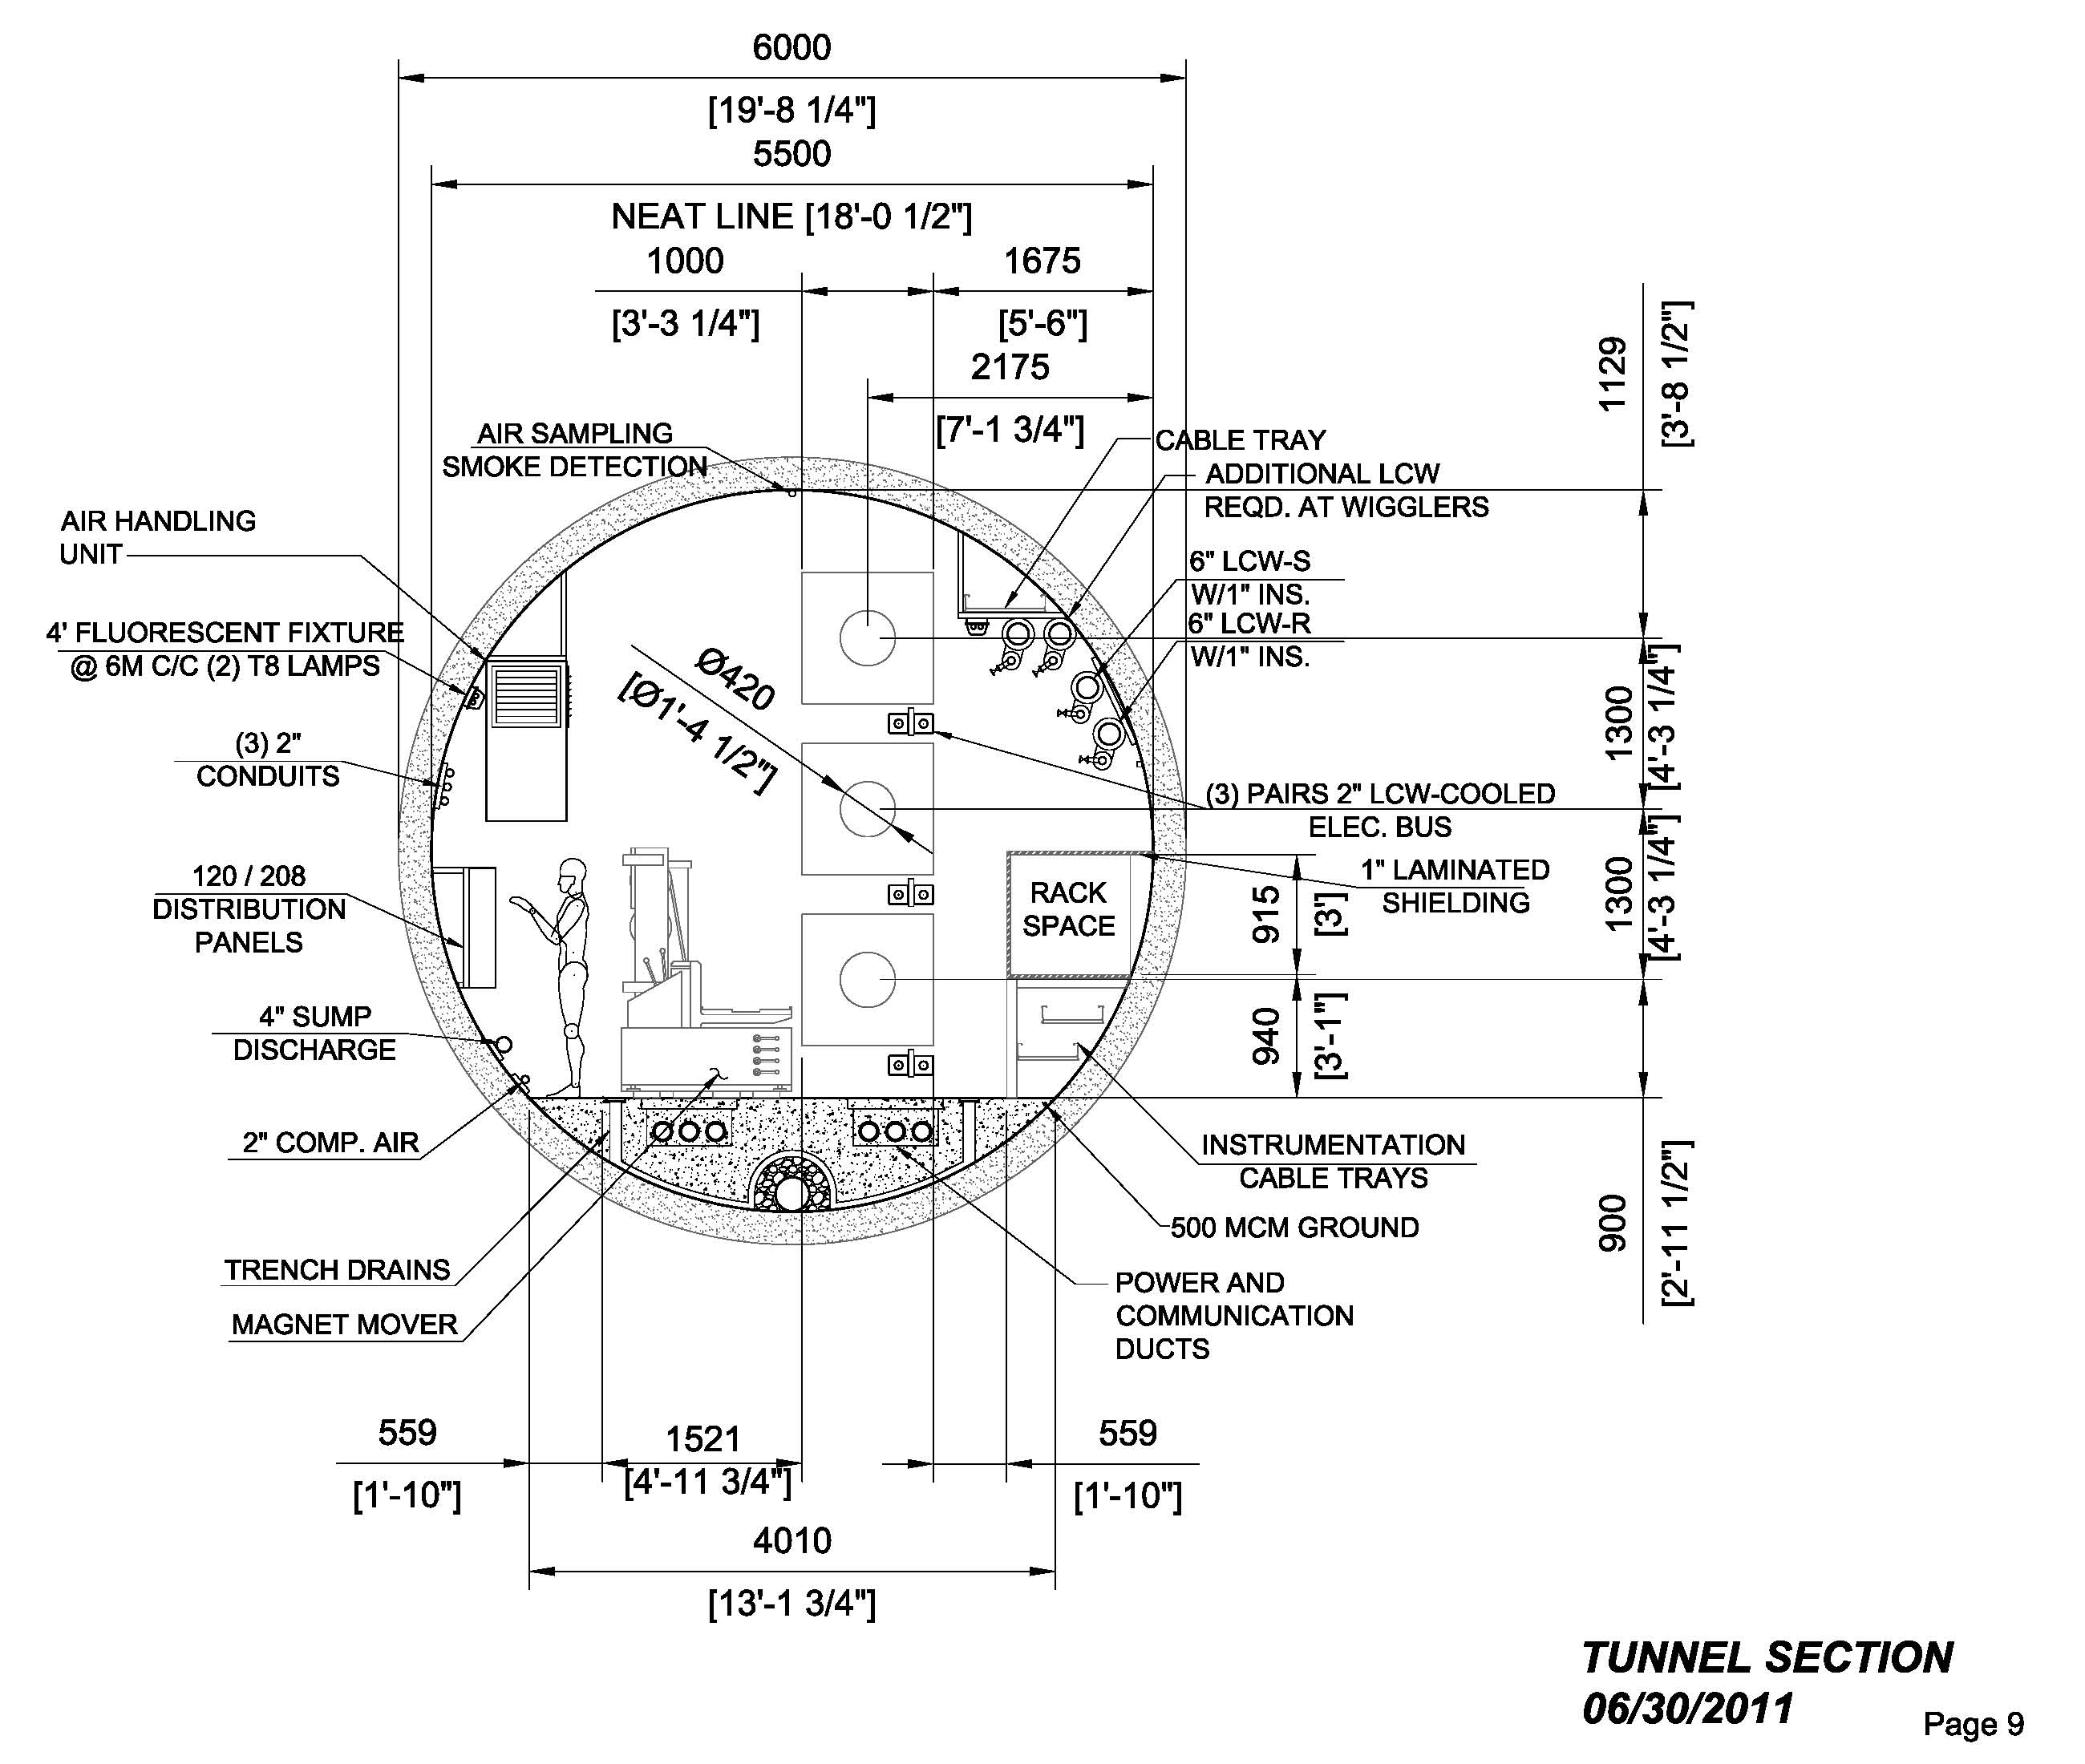 6000
[19'-8 1/4"]
5500
NEAT LINE [18'-0 1/2"]
1000
[3'-3 1/4"]
1675
[5'-6"]
2175
[7'-1 3/4"]
1129
[3'-8 1/2"]
AIR SAMPLING
SMOKE DETECTION
CABLE TRAY
ADDITIONAL LCW
REQD. AT WIGGLERS
AIR HANDLING
UNIT
6" LCW-S
W/1" INS.
6" LCW-R
W/1" INS.
4' FLUORESCENT FIXTURE
@ 6M C/C (2) T8 LAMPS
Ø420
[Ø1'-4 1/2"]
1300
[4'-3 1/4"]
(3) 2"
CONDUITS
(3) PAIRS 2" LCW-COOLED
ELEC. BUS
120 / 208
DISTRIBUTION
PANELS
RACK
SPACE
1" LAMINATED
SHIELDING
915
[3']
1300
[4'-3 1/4"]
4" SUMP
DISCHARGE
940
[3'-1"]
2" COMP. AIR
INSTRUMENTATION
CABLE TRAYS
500 MCM GROUND
900
[2'-11 1/2"]
TRENCH DRAINS
MAGNET MOVER
POWER AND
COMMUNICATION
DUCTS
559
[1'-10"]
1521
[4'-11 3/4"]
559
[1'-10"]
4010
[13'-1 3/4"]
TUNNEL SECTION
06/30/2011
Page 9